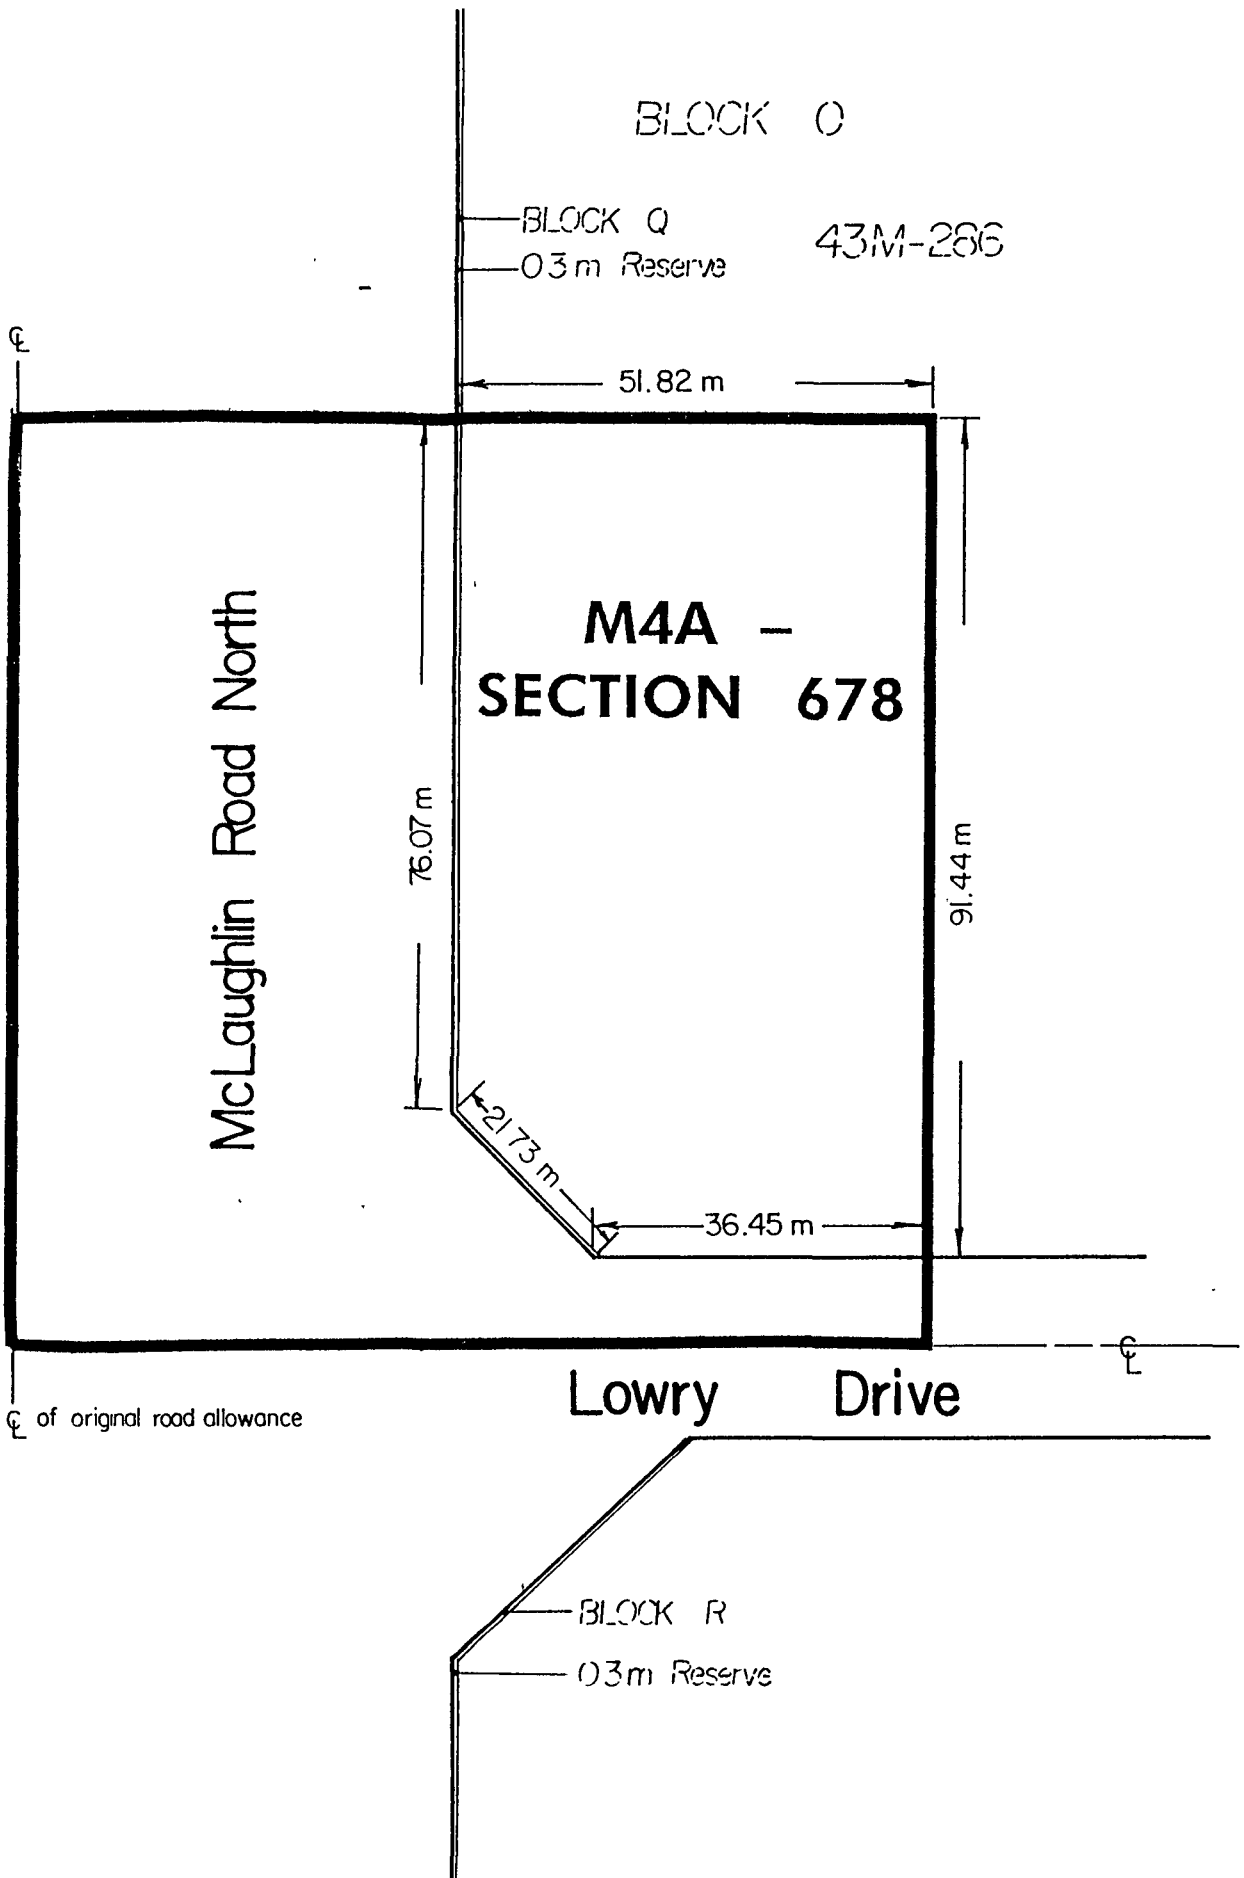 BLOCK O
BLOCK Q
43M-286
03m Reserve
℄
51.82 m
M4A –
SECTION 678
McLaughlin Road North
76.07 m
91.44 m
21.73 m
36.45 m
℄
Lowry Drive
℄ of original road allowance
BLOCK R
03m Reserve